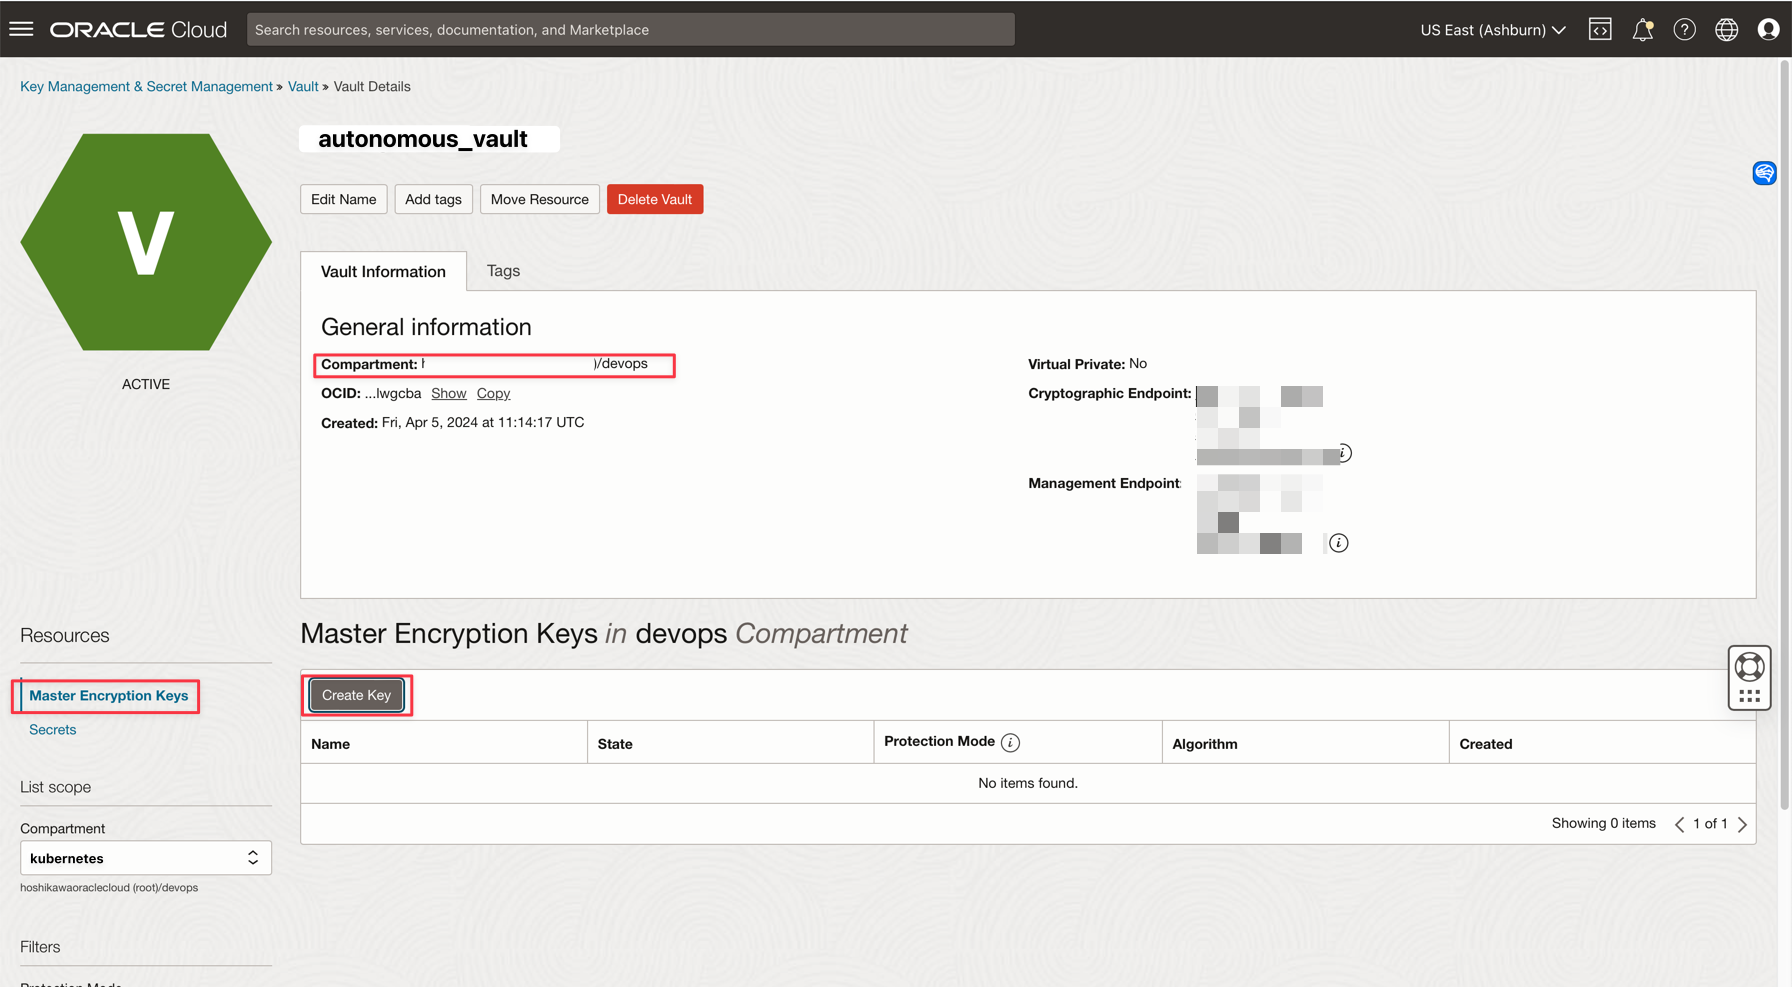 ORACLE Cloud
Search resources, services, documentation, and Marketplace
US East (Ashburn)
Key Management & Secret Management » Vault » Vault Details
V
ACTIVE
autonomous_vault
Edit Name
Add tags
Move Resource
Delete Vault
Vault Information
Tags
General information
Compartment: )/devops
OCID: ...lwgcba Show Copy
Created: Fri, Apr 5, 2024 at 11:14:17 UTC
Virtual Private: No
Cryptographic Endpoint:
Management Endpoint:
Resources
Master Encryption Keys
Secrets
List scope
Compartment
kubernetes
hoshikawaoraclecloud (root)/devops
Filters
Protection Mode
Master Encryption Keys in devops Compartment
Create Key
Name State Protection Mode Algorithm Created
No items found.
Showing 0 items < 1 of 1 >